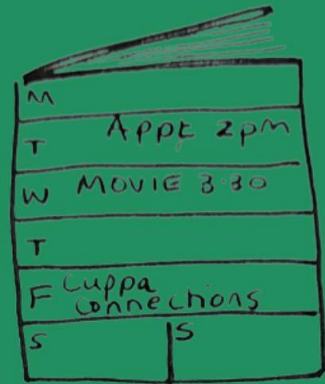 M
T Appt 2pm
W MOVIE 3.30
T
F Cuppa
connections
S S